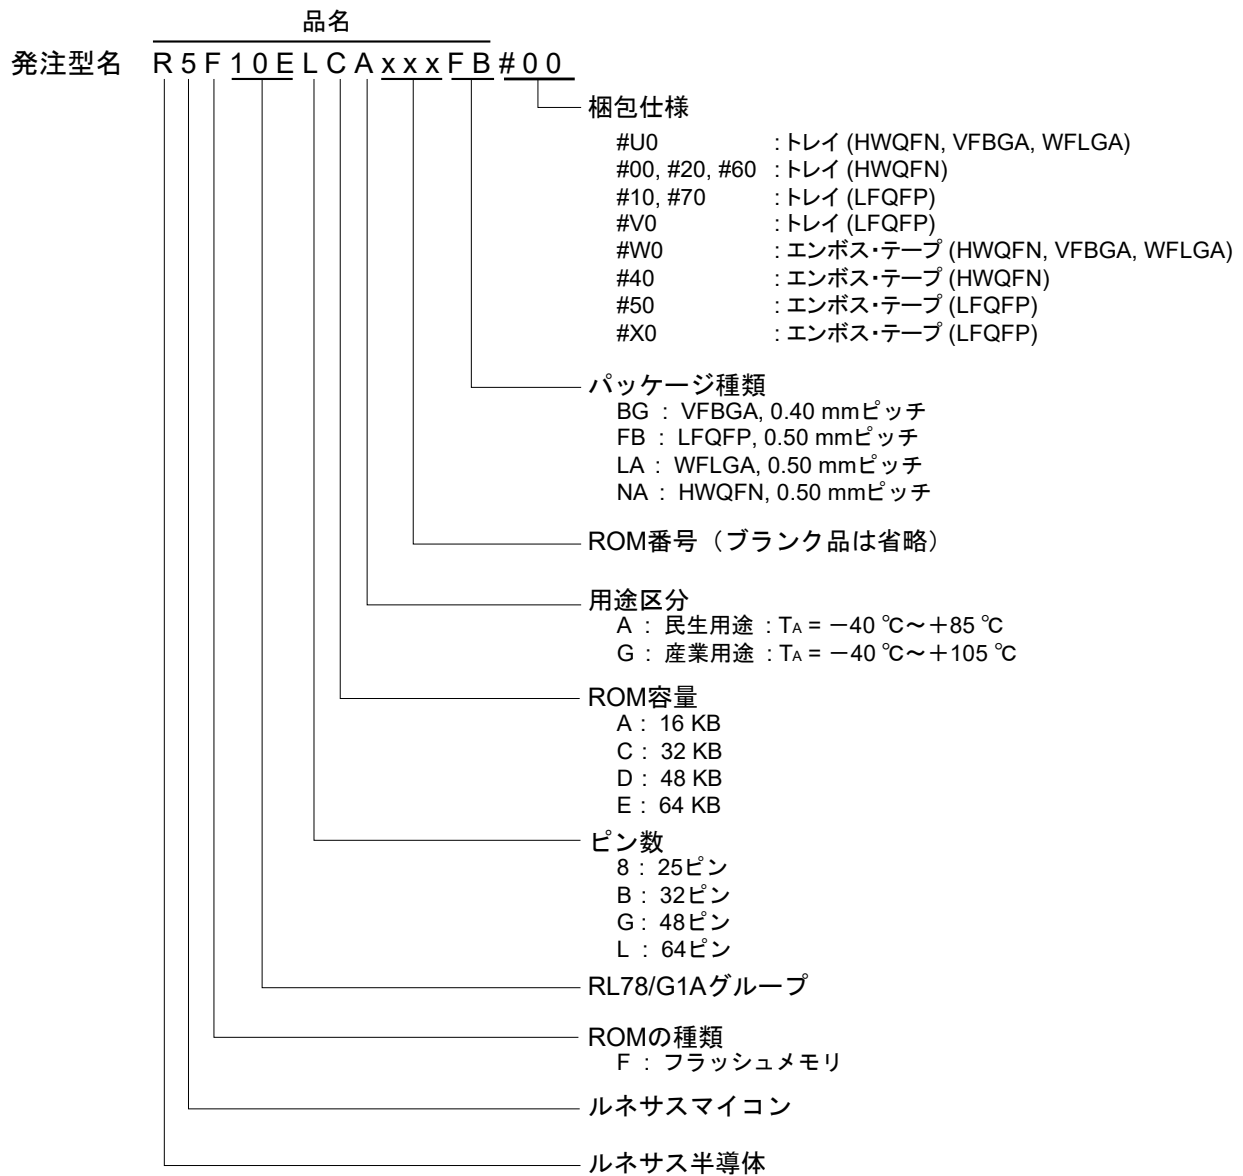 品名
発注型名 R 5 F 1 0 E L C A x x x F B # 0 0
梱包仕様
#U0 : トレイ (HWQFN, VFBGA, WFLGA)
#00, #20, #60 : トレイ (HWQFN)
#10, #70 : トレイ (LFQFP)
#V0 : トレイ (LFQFP)
#W0 : エンボス・テープ (HWQFN, VFBGA, WFLGA)
#40 : エンボス・テープ (HWQFN)
#50 : エンボス・テープ (LFQFP)
#X0 : エンボス・テープ (LFQFP)
パッケージ種類
BG : VFBGA, 0.40 mmピッチ
FB : LFQFP, 0.50 mmピッチ
LA : WFLGA, 0.50 mmピッチ
NA : HWQFN, 0.50 mmピッチ
ROM番号（ブランク品は省略）
用途区分
A : 民生用途 : TA = －40 ℃～＋85 ℃
G : 産業用途 : TA = －40 ℃～＋105 ℃
ROM容量
A : 16 KB
C : 32 KB
D : 48 KB
E : 64 KB
ピン数
8 : 25ピン
B : 32ピン
G : 48ピン
L : 64ピン
RL78/G1Aグループ
ROMの種類
F : フラッシュメモリ
ルネサスマイコン
ルネサス半導体